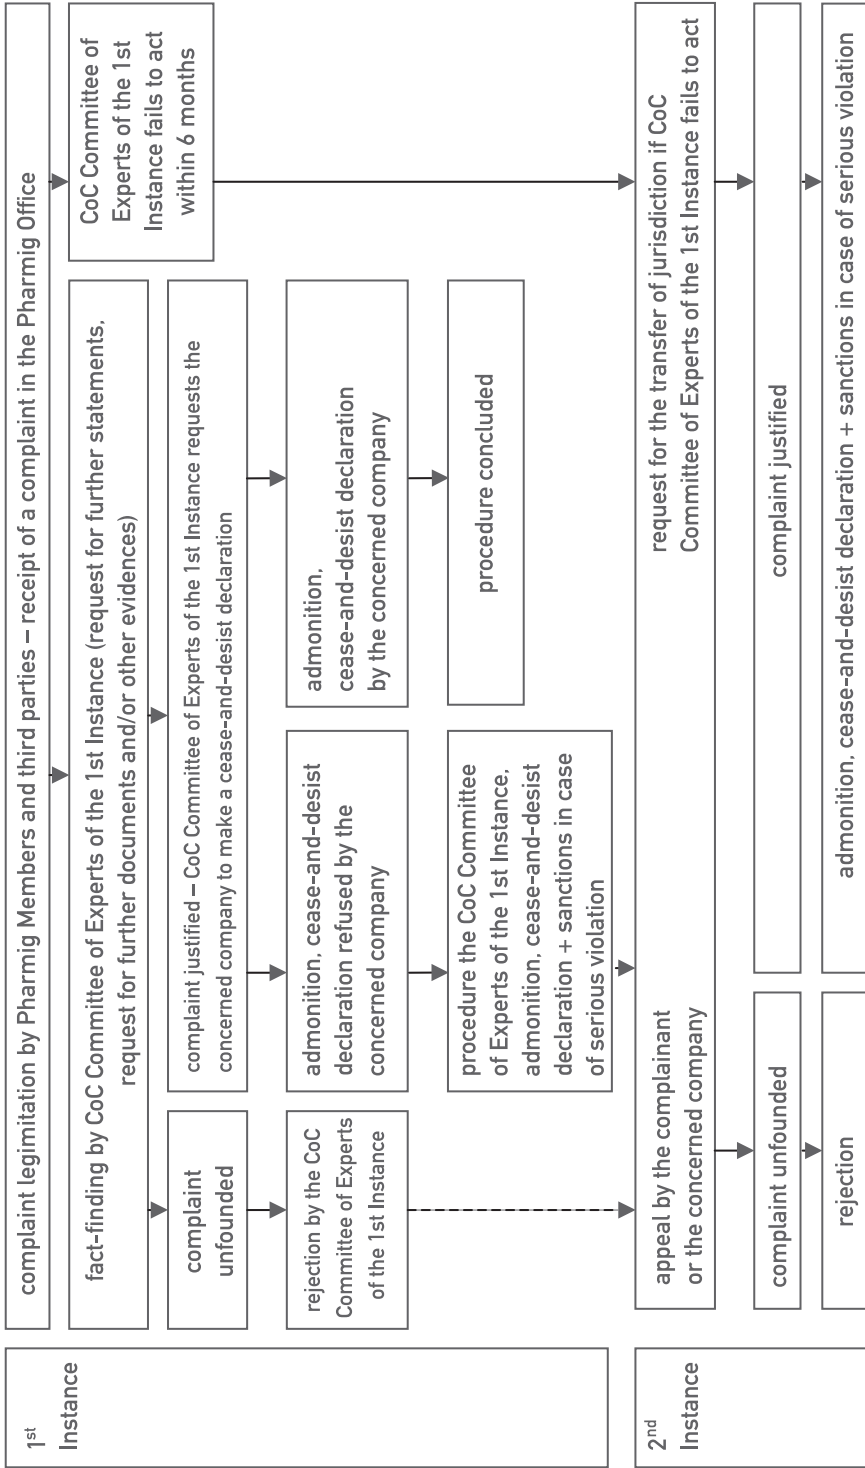 1st
Instance
complaint legimitation by Pharmig Members and third parties – receipt of a complaint in the Pharmig Office
fact-finding by CoC Committee of Experts of the 1st Instance (request for further statements,
request for further documents and/or other evidences)
CoC Committee of
Experts of the 1st
Instance fails to act
within 6 months
complaint
unfounded
complaint justified – CoC Committee of Experts of the 1st Instance requests the
concerned company to make a cease-and-desist declaration
rejection by the CoC
Committee of Experts
of the 1st Instance
admonition, cease-and-desist
declaration refused by the
concerned company
admonition,
cease-and-desist declaration
by the concerned company
procedure the CoC Committee
of Experts of the 1st Instance,
admonition, cease-and-desist
declaration + sanctions in case
of serious violation
procedure concluded
2nd
Instance
appeal by the complainant
or the concerned company
request for the transfer of jurisdiction if CoC
Committee of Experts of the 1st Instance fails to act
complaint unfounded
complaint justified
rejection
admonition, cease-and-desist declaration + sanctions in case of serious violation